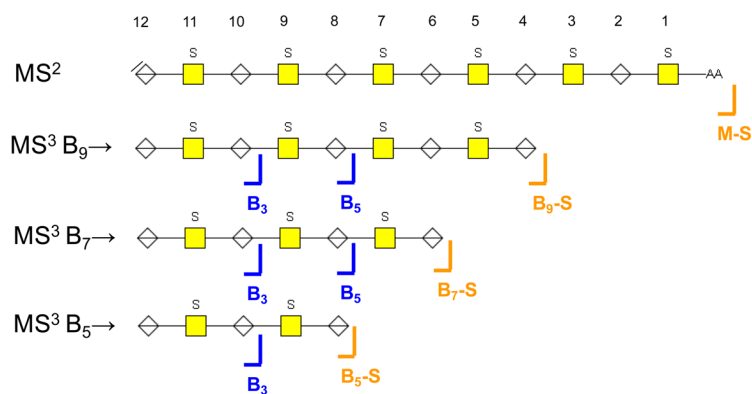 12 11 10 9 8 7 6 5 4 3 2 1
S S S S S S
MS² AA
M-S
S S S S
MS³ B₉→
B₃ B₅ B₉-S
S S S
MS³ B₇→
B₃ B₅ B₇-S
S S
MS³ B₅→
B₃ B₅-S